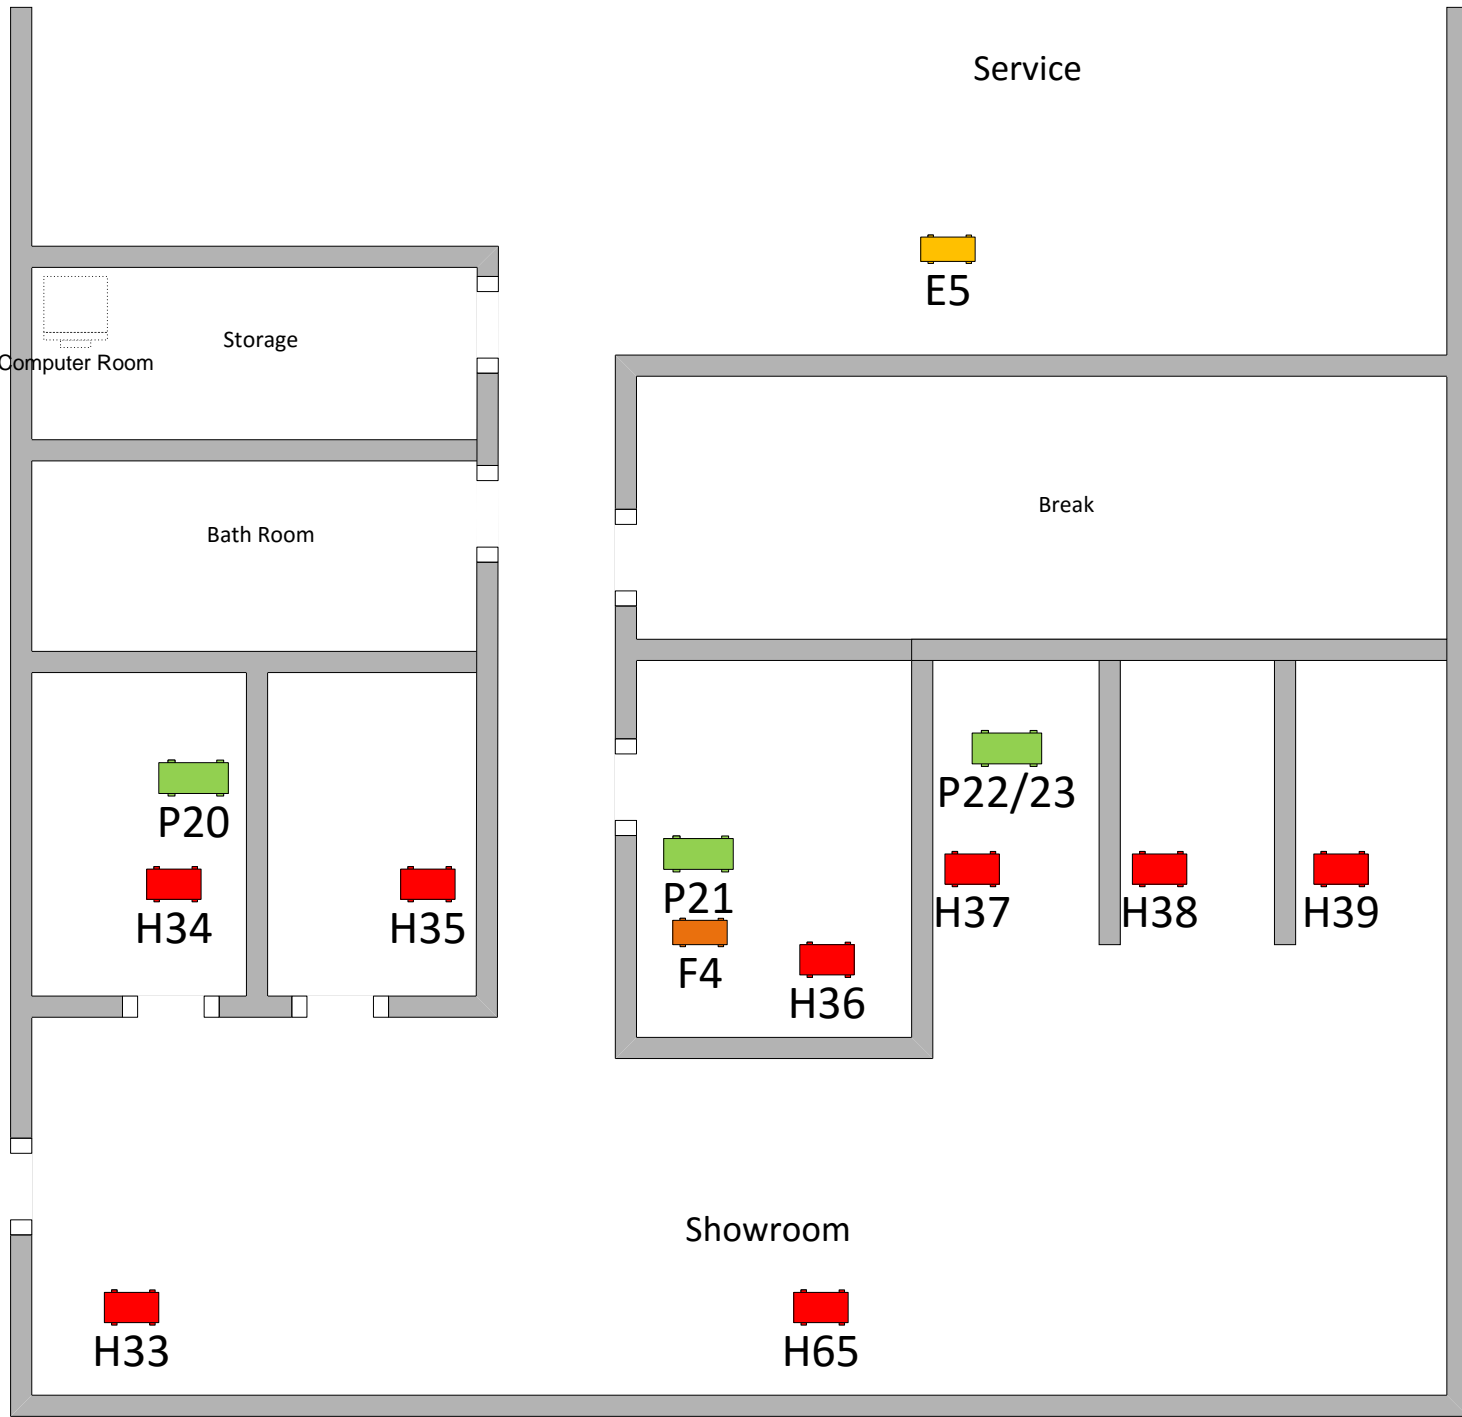 Service
E5
Storage
Computer Room
Break
Bath Room
P20
P22/23
P21
H34
H35
H37
H38
H39
F4
H36
Showroom
H33
H65